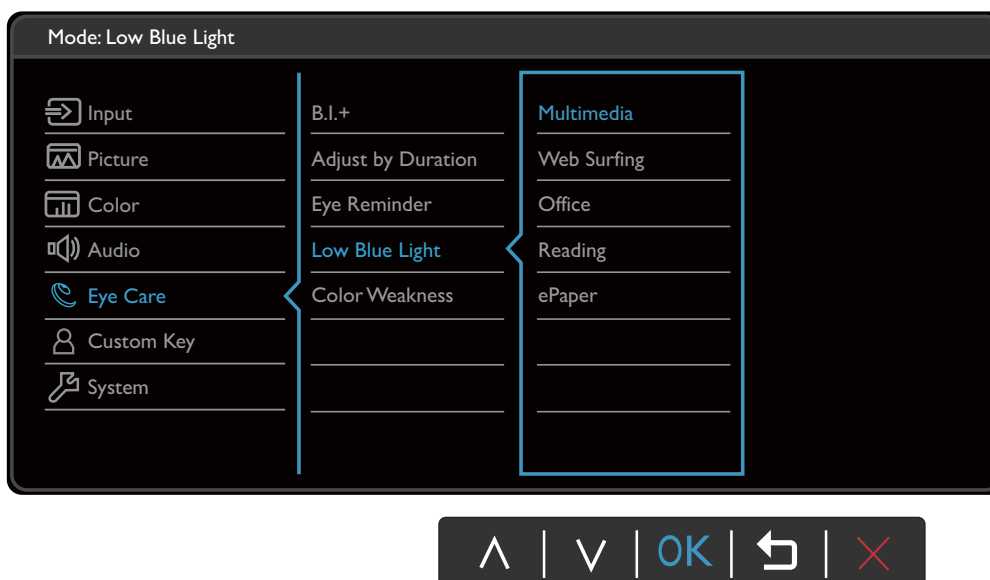 Mode: Low Blue Light
Input
Picture
Color
Audio
Eye Care
Custom Key
System
B.I.+
Adjust by Duration
Eye Reminder
Low Blue Light
Color Weakness
Multimedia
Web Surfing
Office
Reading
ePaper
OK